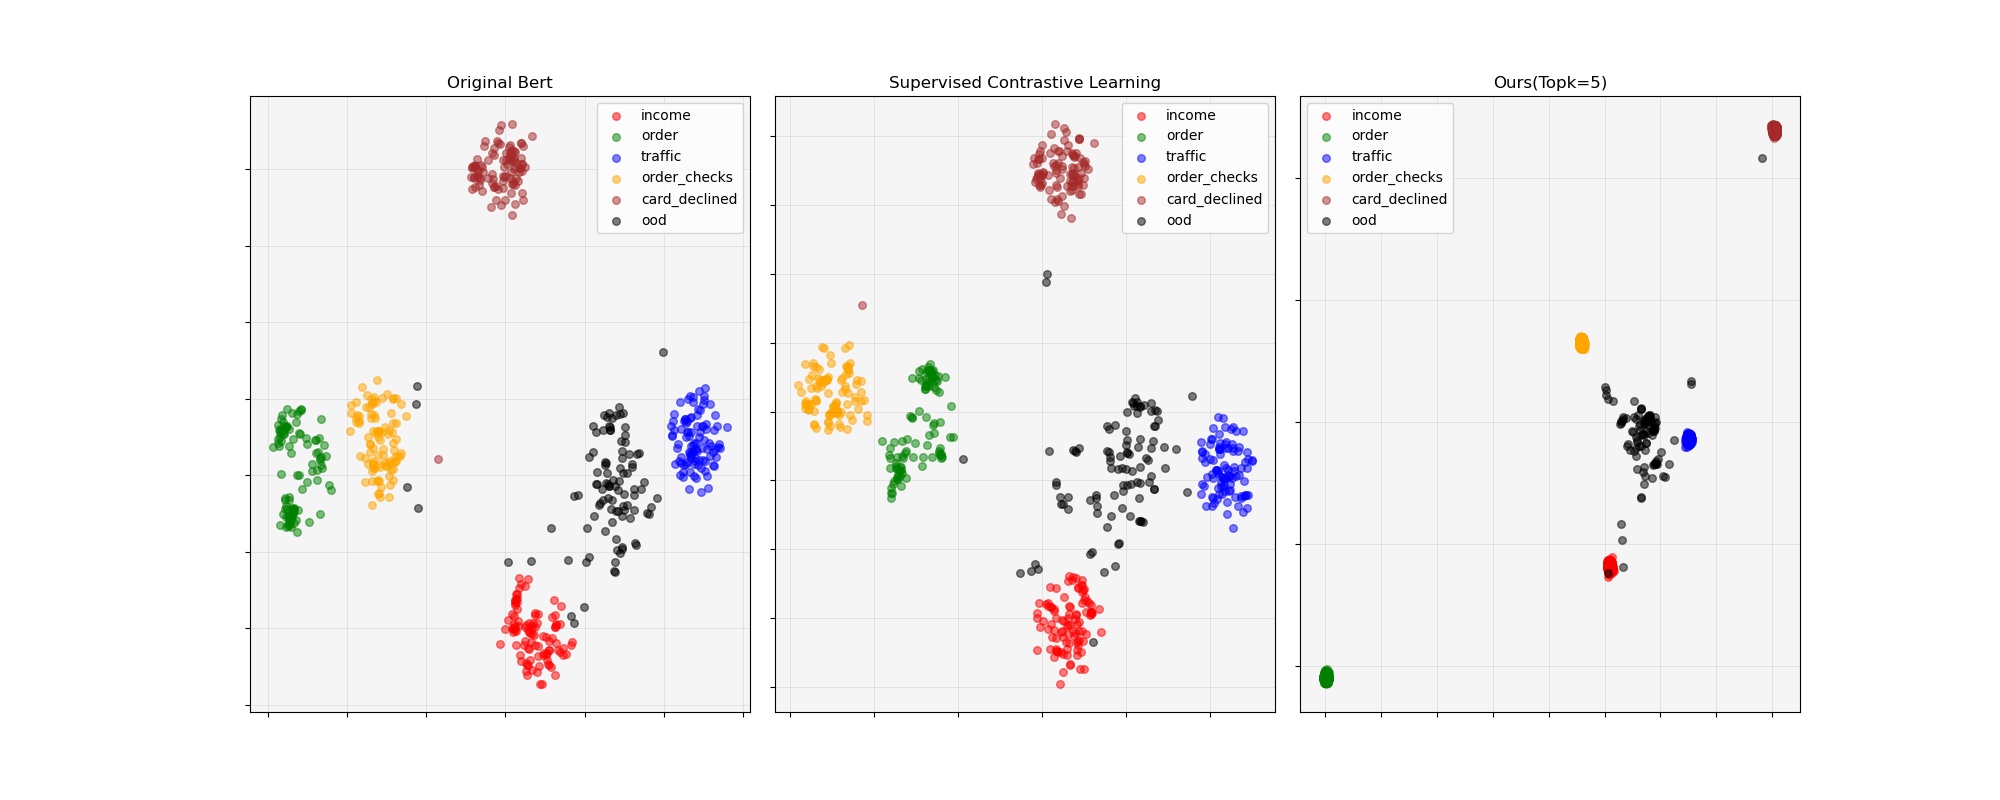 Original Bert
income
order
traffic
order_checks
card_declined
ood
Supervised Contrastive Learning
income
order
traffic
order_checks
card_declined
ood
Ours(Topk=5)
income
order
traffic
order_checks
card_declined
ood